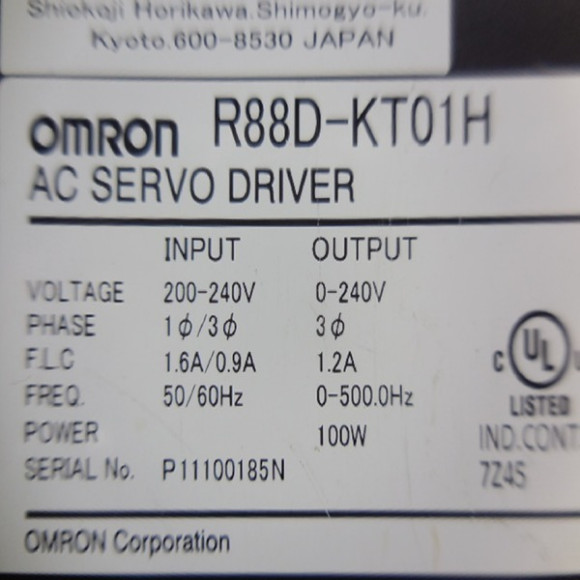 Shiokoji Horikawa.Shimogyo-ku.
Kyoto.600-8530 JAPAN
OMRON R88D-KT01H
AC SERVO DRIVER
INPUT OUTPUT
VOLTAGE 200-240V 0-240V
PHASE 1ϕ/3ϕ 3ϕ
F.L.C 1.6A/0.9A 1.2A
FREQ. 50/60Hz 0-500.0Hz
POWER 100W
SERIAL No. P11100185N
C UL
LISTED
IND.CONT
7Z45
OMRON Corporation